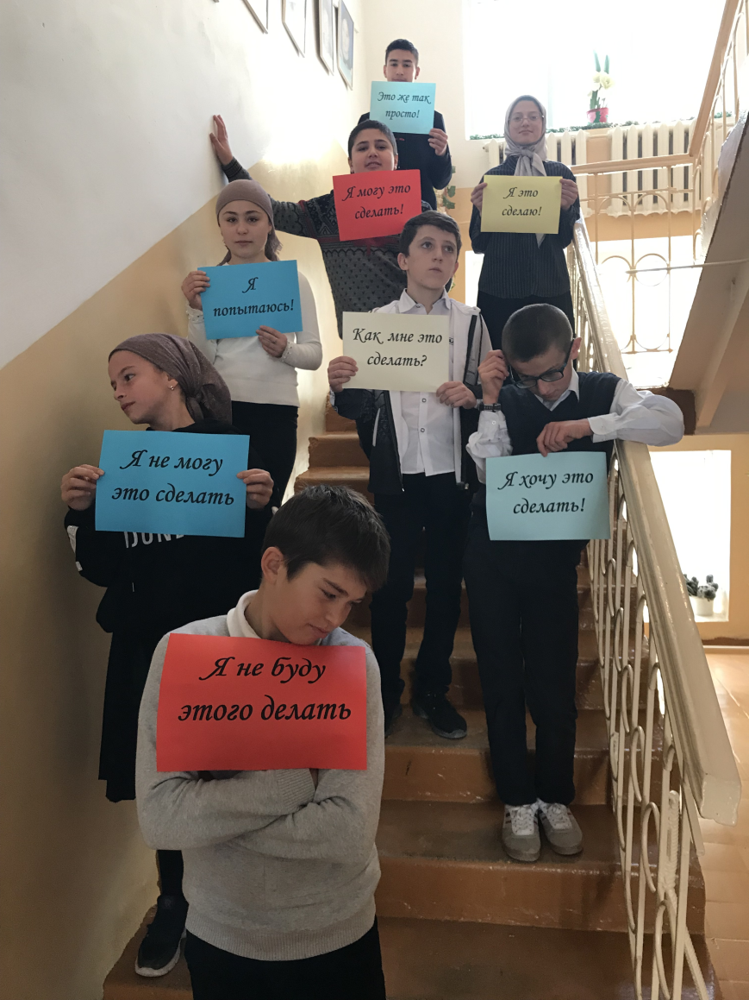 Это же так
просто!
Я могу это
сделать!
Я это
сделаю!
Я
попытаюсь!
Как мне это
сделать?
Я не могу
это сделать
Я хочу это
сделать!
Я не буду
этого делать